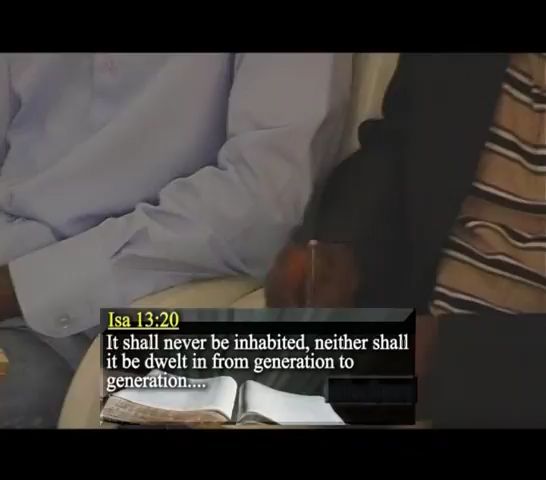 Isa 13:20
It shall never be inhabited, neither shall
it be dwelt in from generation to
generation....